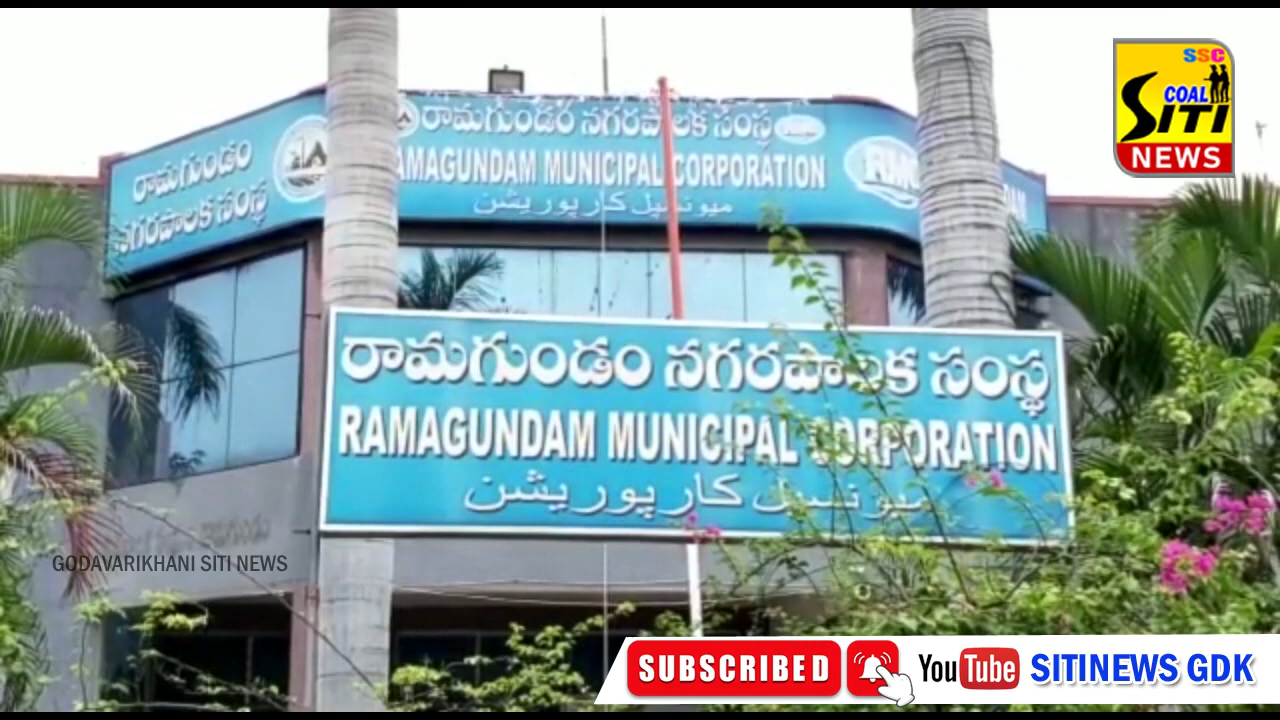 SSC
COAL
SITI
NEWS
రామగుండం
నగరపాలక సంస్థ
రామగుండం నగరపాలక సంస్థ
RAMAGUNDAM MUNICIPAL CORPORATION
میونسپل کارپوریشن
RMC
రామగుండం నగరపాలక సంస్థ
RAMAGUNDAM MUNICIPAL CORPORATION
میونسپل کارپوریشن
GODAVARIKHANI SITI NEWS
SUBSCRIBED
YouTube
SITINEWS GDK